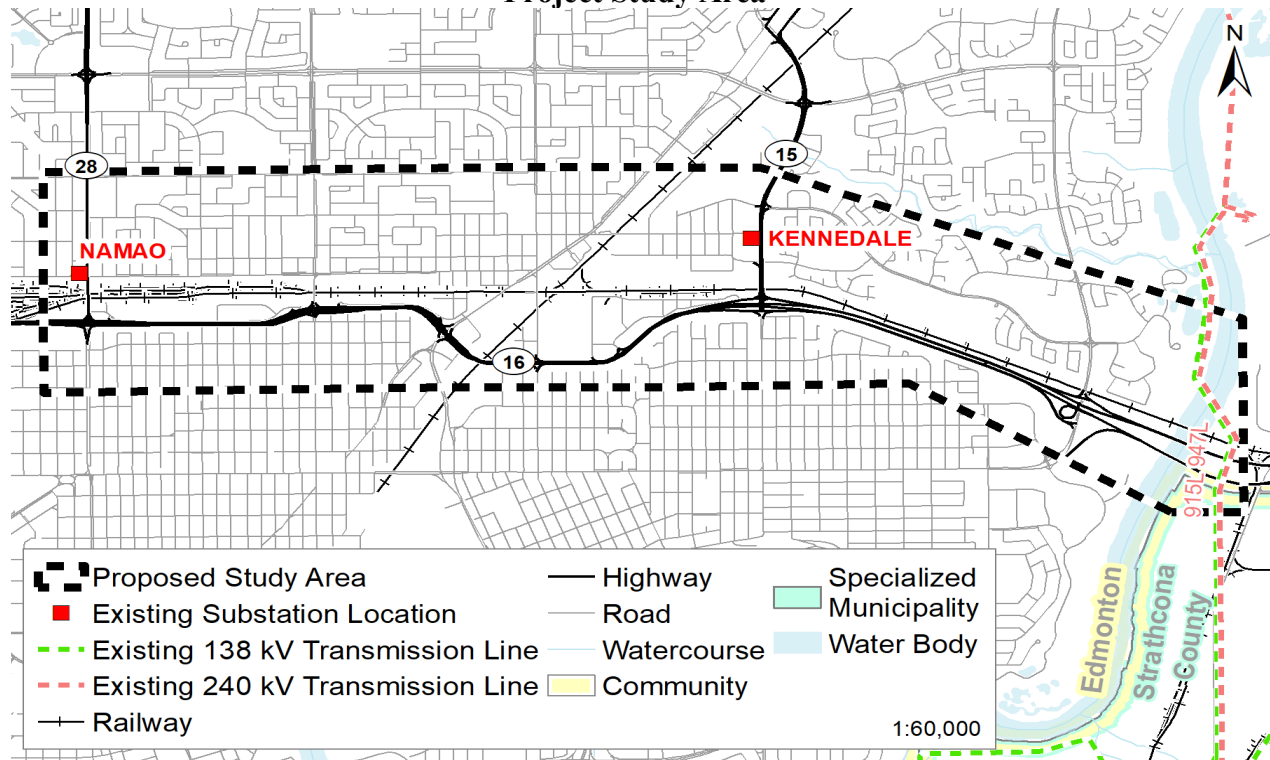 Project Study Area
N
28
15
NAMAO
KENNEDALE
16
915L-947L
Edmonton
Strathcona
County
Proposed Study Area
Existing Substation Location
Existing 138 kV Transmission Line
Existing 240 kV Transmission Line
Railway
Highway
Road
Watercourse
Community
Specialized
Municipality
Water Body
1:60,000